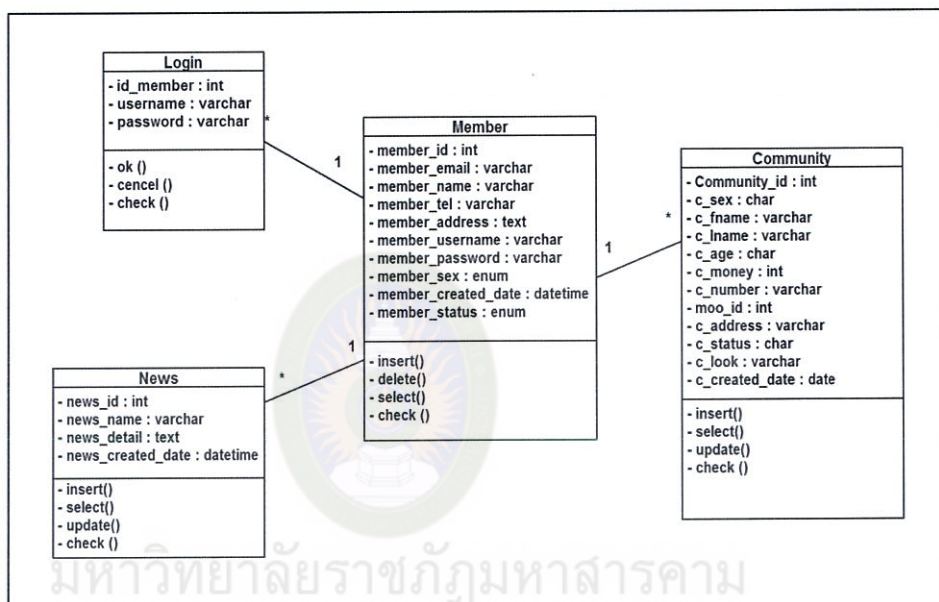 Login
- id_member : int
- username : varchar
- password : varchar
*
- ok ()
- cencel ()
- check ()
1
Member
- member_id : int
- member_email : varchar
- member_name : varchar
- member_tel : varchar
- member_address : text
- member_username : varchar
- member_password : varchar
- member_sex : enum
- member_created_date : datetime
- member_status : enum
- insert()
- delete()
- select()
- check ()
1
*
Community
- Community_id : int
- c_sex : char
- c_fname : varchar
- c_lname : varchar
- c_age : char
- c_money : int
- c_number : varchar
- moo_id : int
- c_address : varchar
- c_status : char
- c_look : varchar
- c_created_date : date
- insert()
- select()
- update()
- check ()
1
*
News
- news_id : int
- news_name : varchar
- news_detail : text
- news_created_date : datetime
- insert()
- select()
- update()
- check ()
มหาวิทยาลัยราชภัฏมหาสารคาม